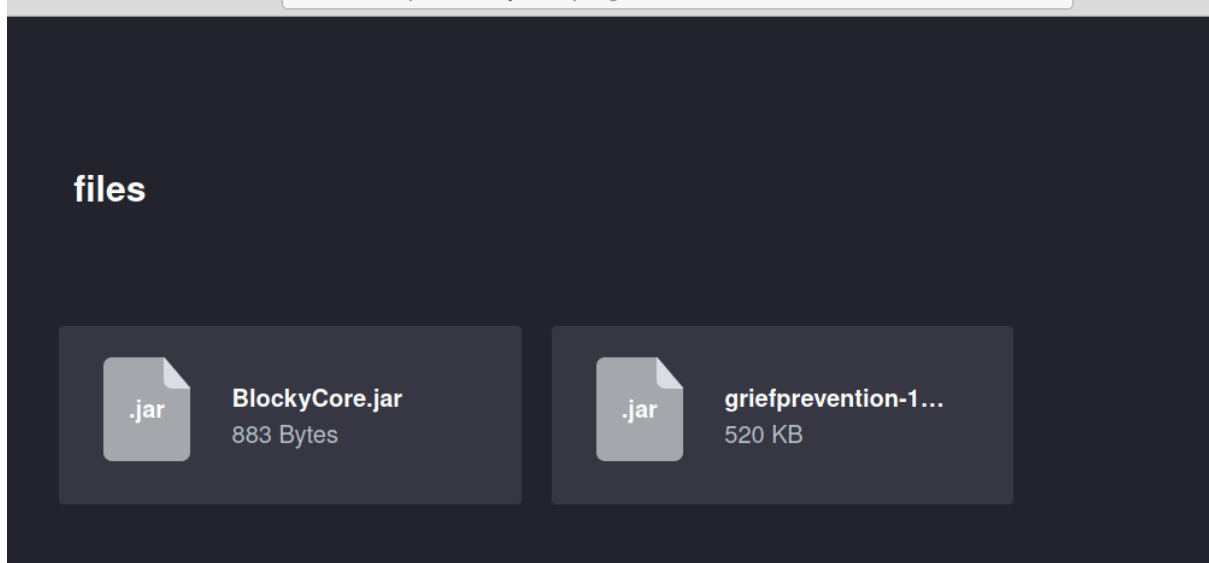 files
.jar
BlockyCore.jar
883 Bytes
.jar
griefprevention-1…
520 KB